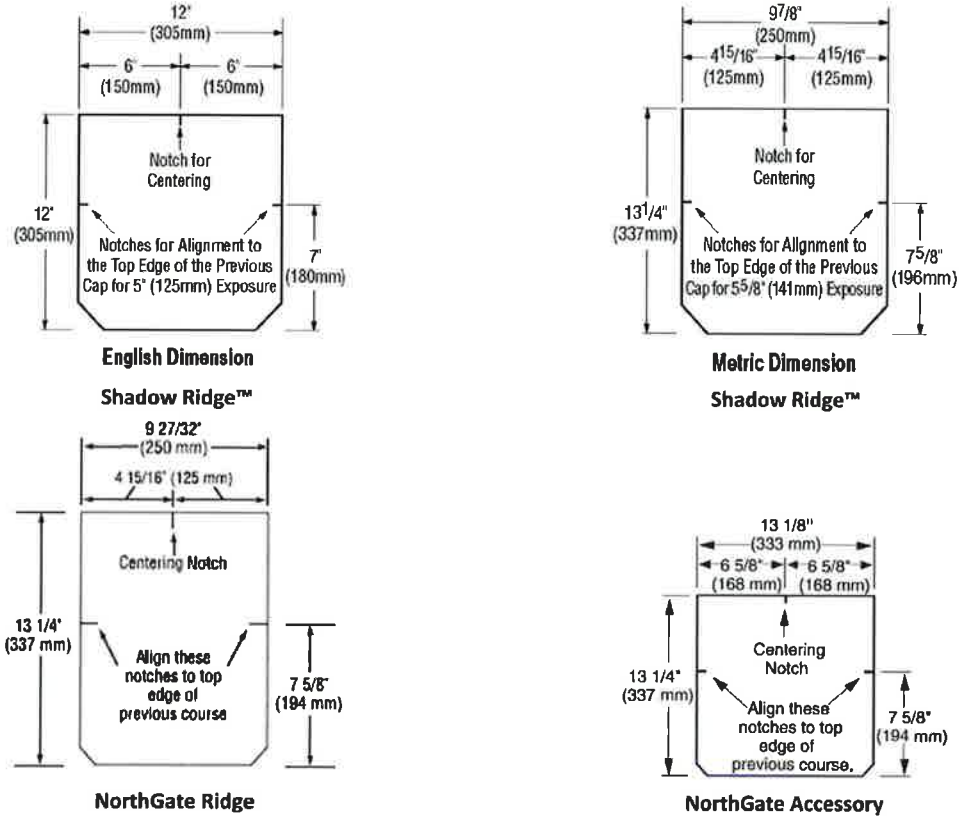 12"
(305mm)
6"
(150mm)
6"
(150mm)
Notch for
Centering
12"
(305mm)
Notches for Alignment to
the Top Edge of the Previous
Cap for 5" (125mm) Exposure
7"
(180mm)
English Dimension
Shadow Ridge™
97/8"
(250mm)
415/16"
(125mm)
415/16"
(125mm)
Notch for
Centering
131/4"
(337mm)
Notches for Alignment to
the Top Edge of the Previous
Cap for 55/8" (141mm) Exposure
75/8"
(196mm)
Metric Dimension
Shadow Ridge™
9 27/32"
(250 mm)
4 15/16" (125 mm)
Centering Notch
13 1/4"
(337 mm)
Align these
notches to top
edge of
previous course
7 5/8"
(194 mm)
NorthGate Ridge
13 1/8"
(333 mm)
6 5/8"
(168 mm)
6 5/8"
(168 mm)
Centering
Notch
13 1/4"
(337 mm)
Align these
notches to top
edge of
previous course.
7 5/8"
(194 mm)
NorthGate Accessory